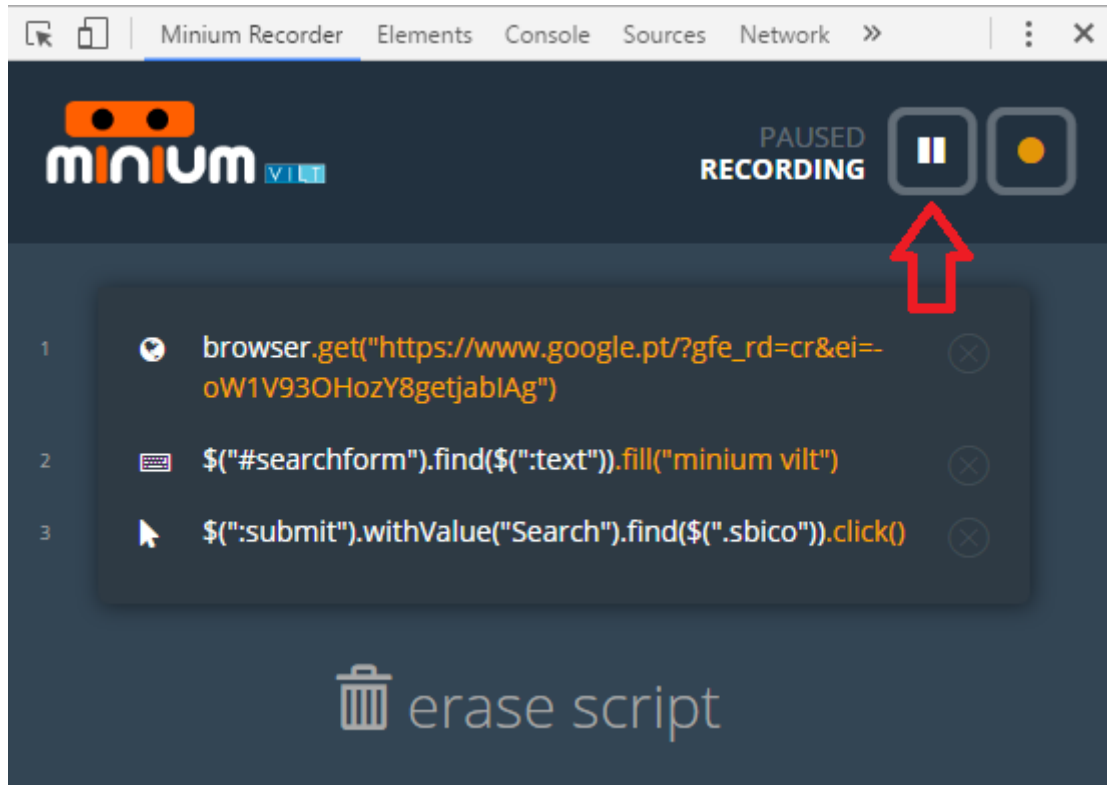 Minium Recorder Elements Console Sources Network »
minium VILT
PAUSED
RECORDING
1 browser.get("https://www.google.pt/?gfe_rd=cr&ei=-
oW1V93OHozY8getjabIAg")
2 $("#searchform").find($(":text")).fill("minium vilt")
3 $(":submit").withValue("Search").find($(".sbico")).click()
erase script